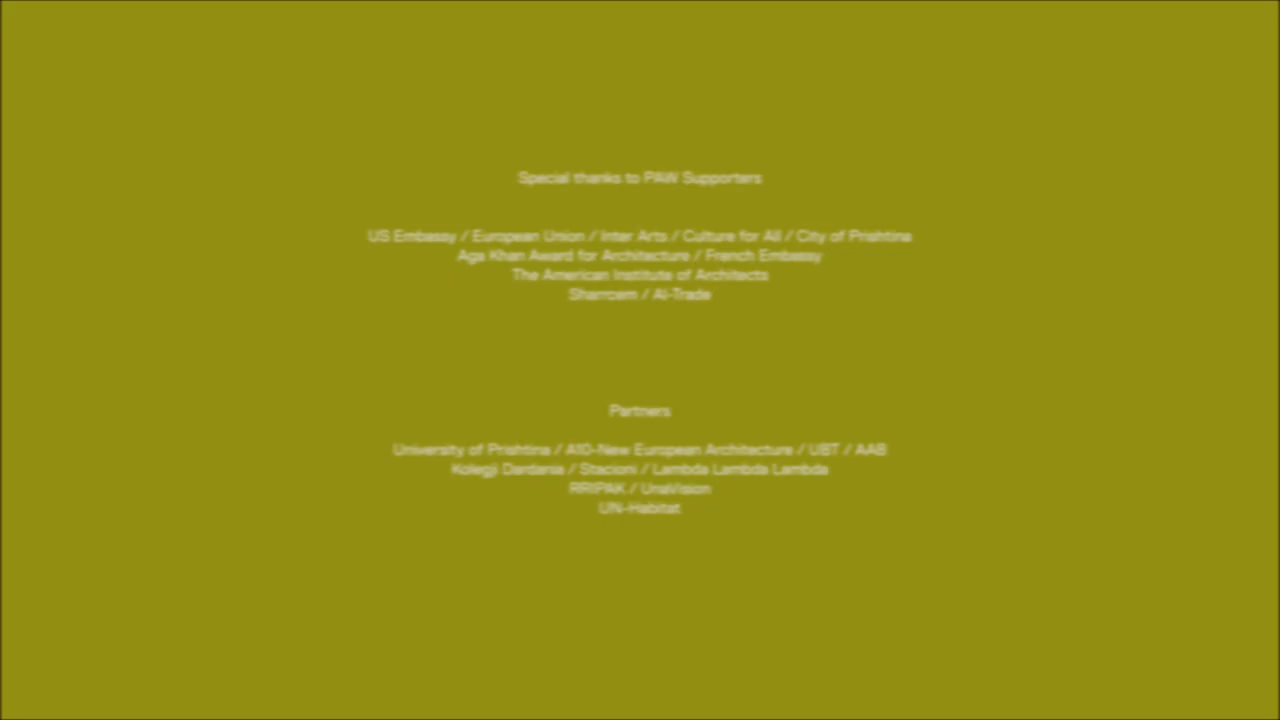 Special thanks to PAW Supporters
US Embassy / European Union / Inter Arts / Culture for All / City of Prishtina
Aga Khan Award for Architecture / French Embassy
The American Institute of Architects
/ Al-Trade
Partners
University of Prishtina / A10-New European Architecture / UBT / AAB
Kolegji Dardania / Stacioni / Lambda Lambda Lambda
RRIPAK / UnaVision
UN-Habitat